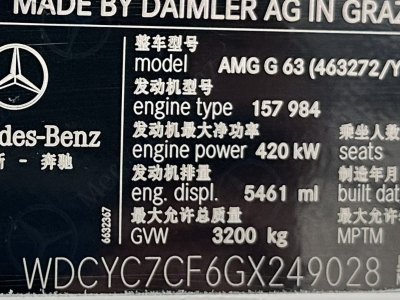 MADE BY DAIMLER AG IN GRAZ
整车型号
model AMG G 63 (463272/Y
发动机型号
engine type 157 984
发动机最大净功率 乘坐人数
engine power 420 kW seats
发动机排量 制造年月
eng. displ. 5461 ml built dat
最大允许总质量
GVW 3200 kg MPTM
des-Benz
斯 - 奔驰
6632367
WDCYC7CF6GX249028